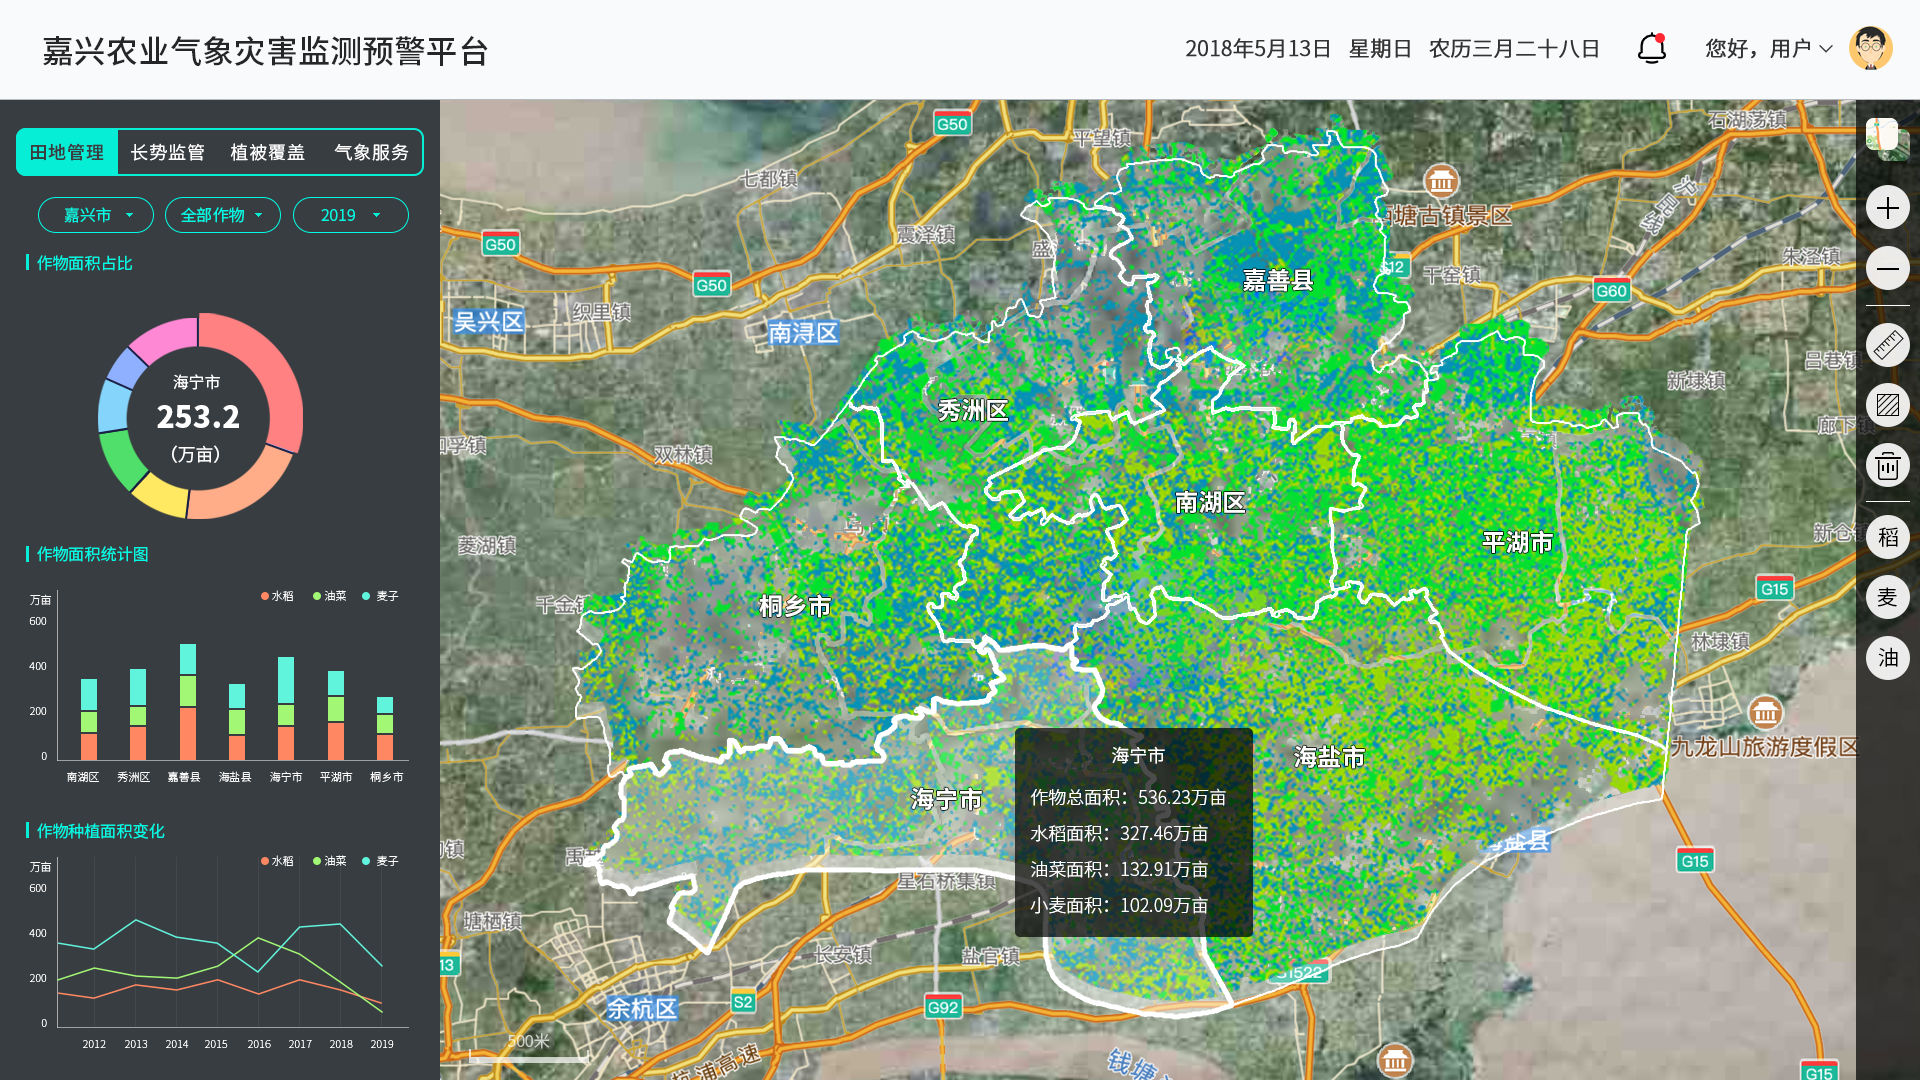 嘉兴农业气象灾害监测预警平台
2018年5月13日 星期日 农历三月二十八日
您好，用户
田地管理 长势监管 植被覆盖 气象服务
嘉兴市 全部作物 2019
作物面积占比
海宁市
253.2
（万亩）
作物面积统计图
万亩
水稻 油菜 麦子
600
400
200
0
南湖区 秀洲区 嘉善县 海盐县 海宁市 平湖市 桐乡市
作物种植面积变化
万亩
水稻 油菜 麦子
600
400
200
0
2012 2013 2014 2015 2016 2017 2018 2019
G50
平望镇
石湖荡镇
七都镇
塘古镇景区
G50
震泽镇
盛
朱泾镇
干窑镇
G50
嘉善县
G60
织里镇
吴兴区
南浔区
吕巷镇
新埭镇
秀洲区
廊下
双林镇
南湖区
新仓
平湖市
菱湖镇
G15
千金镇
桐乡市
林埭镇
九龙山旅游度假区
海盐市
海宁市
盐县
G15
塘栖镇
长安镇
盐官镇
13
S2
G92
余杭区
500米
G15
海宁市
作物总面积：536.23万亩
水稻面积：327.46万亩
油菜面积：132.91万亩
小麦面积：102.09万亩
稻
麦
油